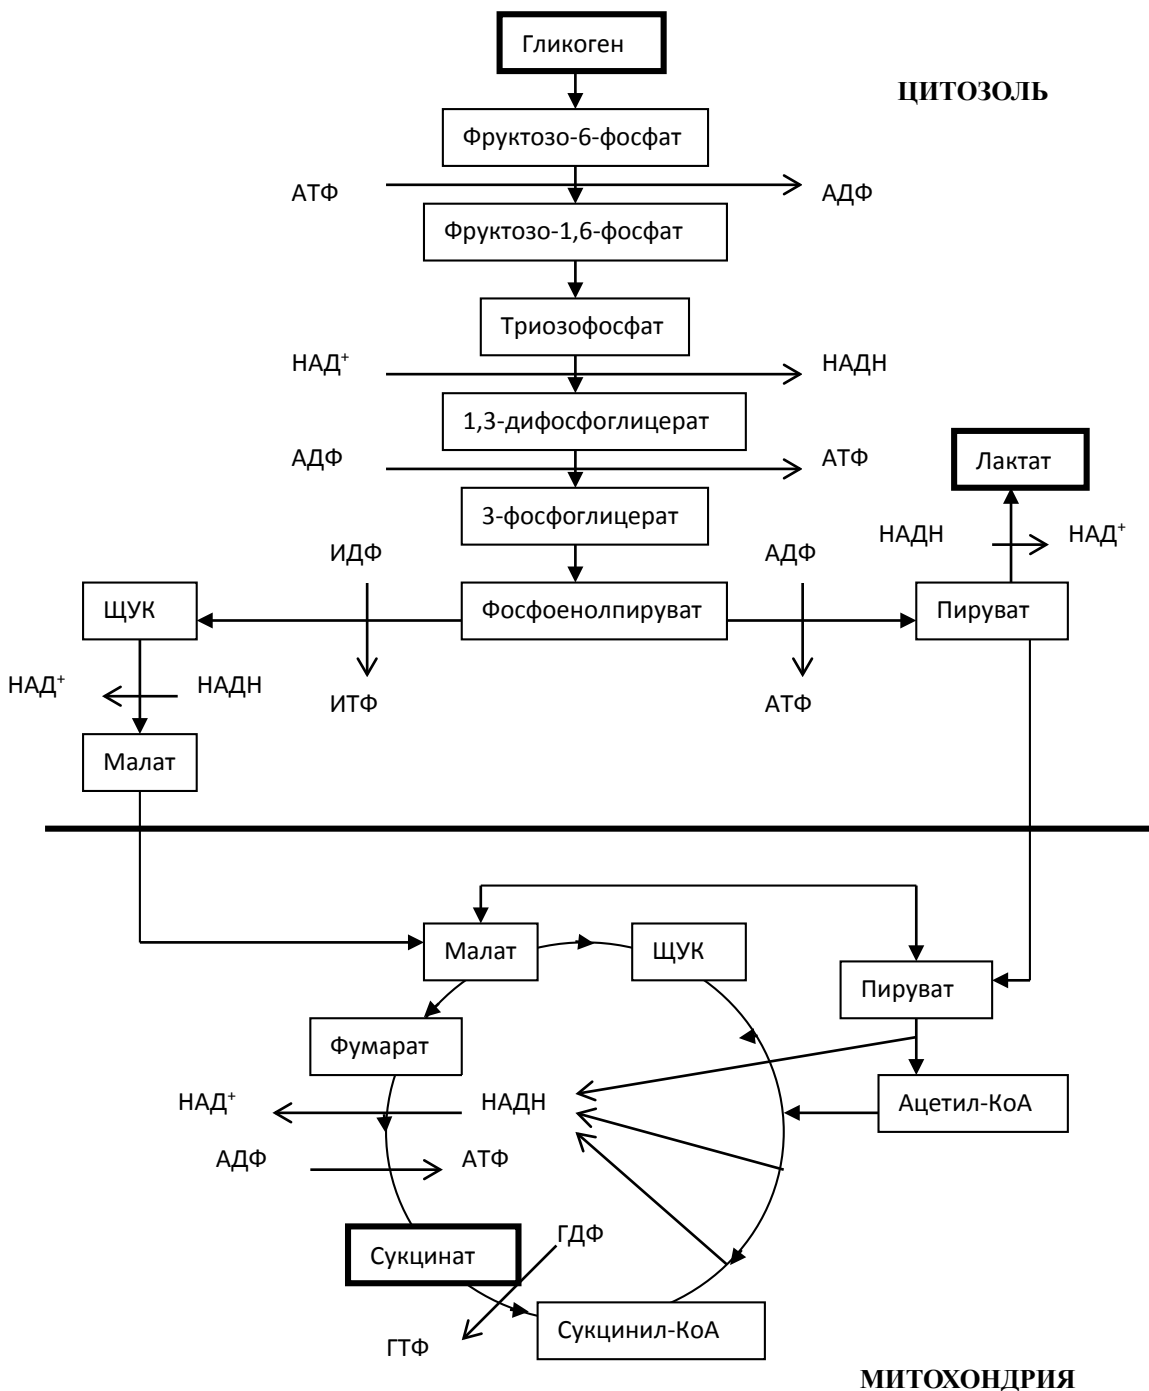 Гликоген
ЦИТОЗОЛЬ
Фруктозо-6-фосфат
АТФ
АДФ
Фруктозо-1,6-фосфат
Триозофосфат
НАД⁺
НАДН
1,3-дифосфоглицерат
АДФ
АТФ
Лактат
3-фосфоглицерат
НАДН
НАД⁺
ИДФ
АДФ
ЩУК
Фосфоенолпируват
Пируват
НАД⁺
НАДН
ИТФ
АТФ
Малат
Малат
ЩУК
Пируват
Фумарат
НАД⁺
НАДН
Ацетил-КоА
АДФ
АТФ
Сукцинат
ГДФ
Сукцинил-КоА
ГТФ
МИТОХОНДРИЯ